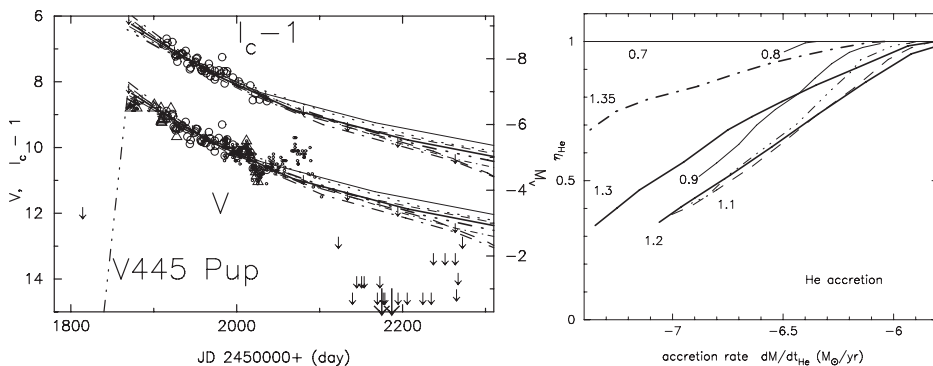 6
8
10
12
14
V, I_c – 1
I_c – 1
V
V445 Pup
1800
2000
2200
JD 2450000+ (day)
−8
−6
−4
−2
M_v
1
0.5
0
η_He
0.7
0.8
1.35
0.9
1.3
1.1
1.2
He accretion
−7
−6.5
−6
accretion rate dM/dt_He (M_⊙/yr)